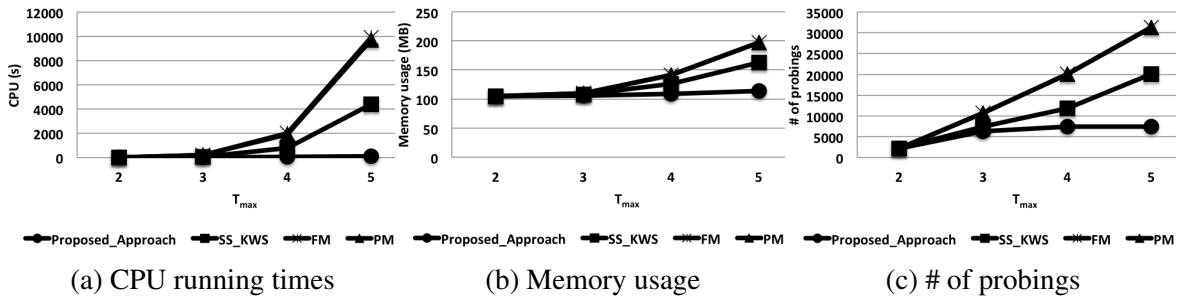 12000
10000
8000
6000
4000
2000
0
CPU (s)
2 3 4 5
Tmax
Proposed_Approach SS_KWS FM PM
(a) CPU running times
250
200
150
100
50
0
Memory usage (MB)
2 3 4 5
Tmax
Proposed_Approach SS_KWS FM PM
(b) Memory usage
35000
30000
25000
20000
15000
10000
5000
0
# of probings
2 3 4 5
Tmax
Proposed_Approach SS_KWS FM PM
(c) # of probings